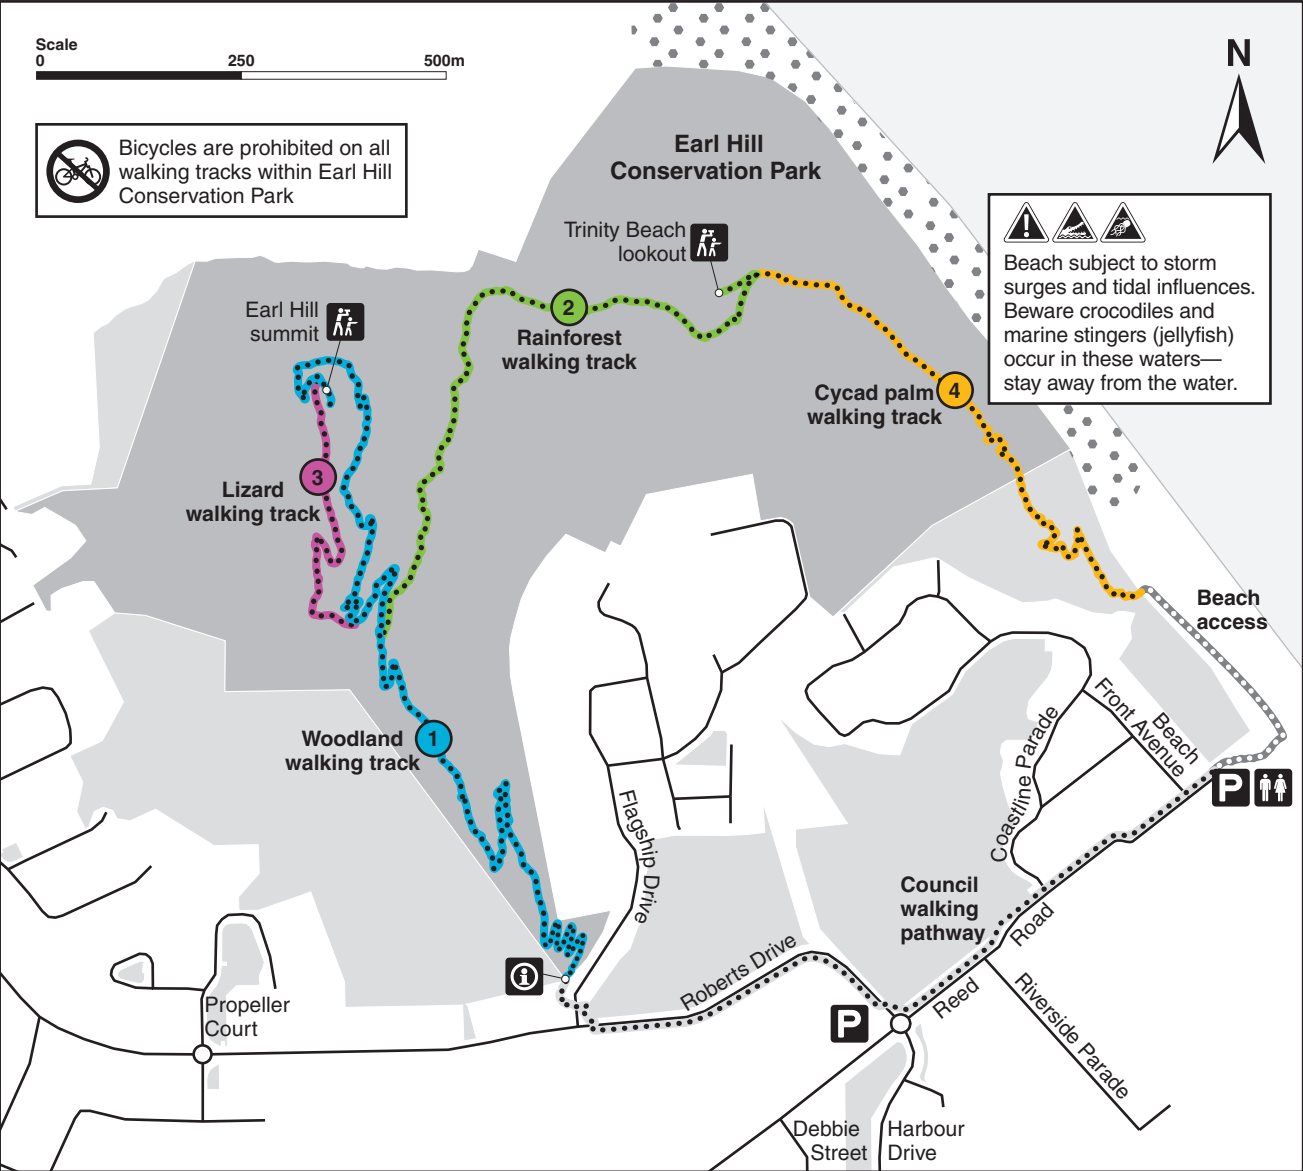 Scale
0 250 500m
N
Bicycles are prohibited on all
walking tracks within Earl Hill
Conservation Park
Earl Hill
Conservation Park
!
Beach subject to storm
surges and tidal influences.
Beware crocodiles and
marine stingers (jellyfish)
occur in these waters—
stay away from the water.
Trinity Beach
lookout
Earl Hill
summit
2
Rainforest
walking track
4
Cycad palm
walking track
3
Lizard
walking track
Beach
access
1
Woodland
walking track
Beach
Front Avenue
Coastline Parade
P
Flagship Drive
Council
walking
pathway
Reed Road
Roberts Drive
i
Riverside Parade
P
Propeller
Court
Debbie
Street
Harbour
Drive